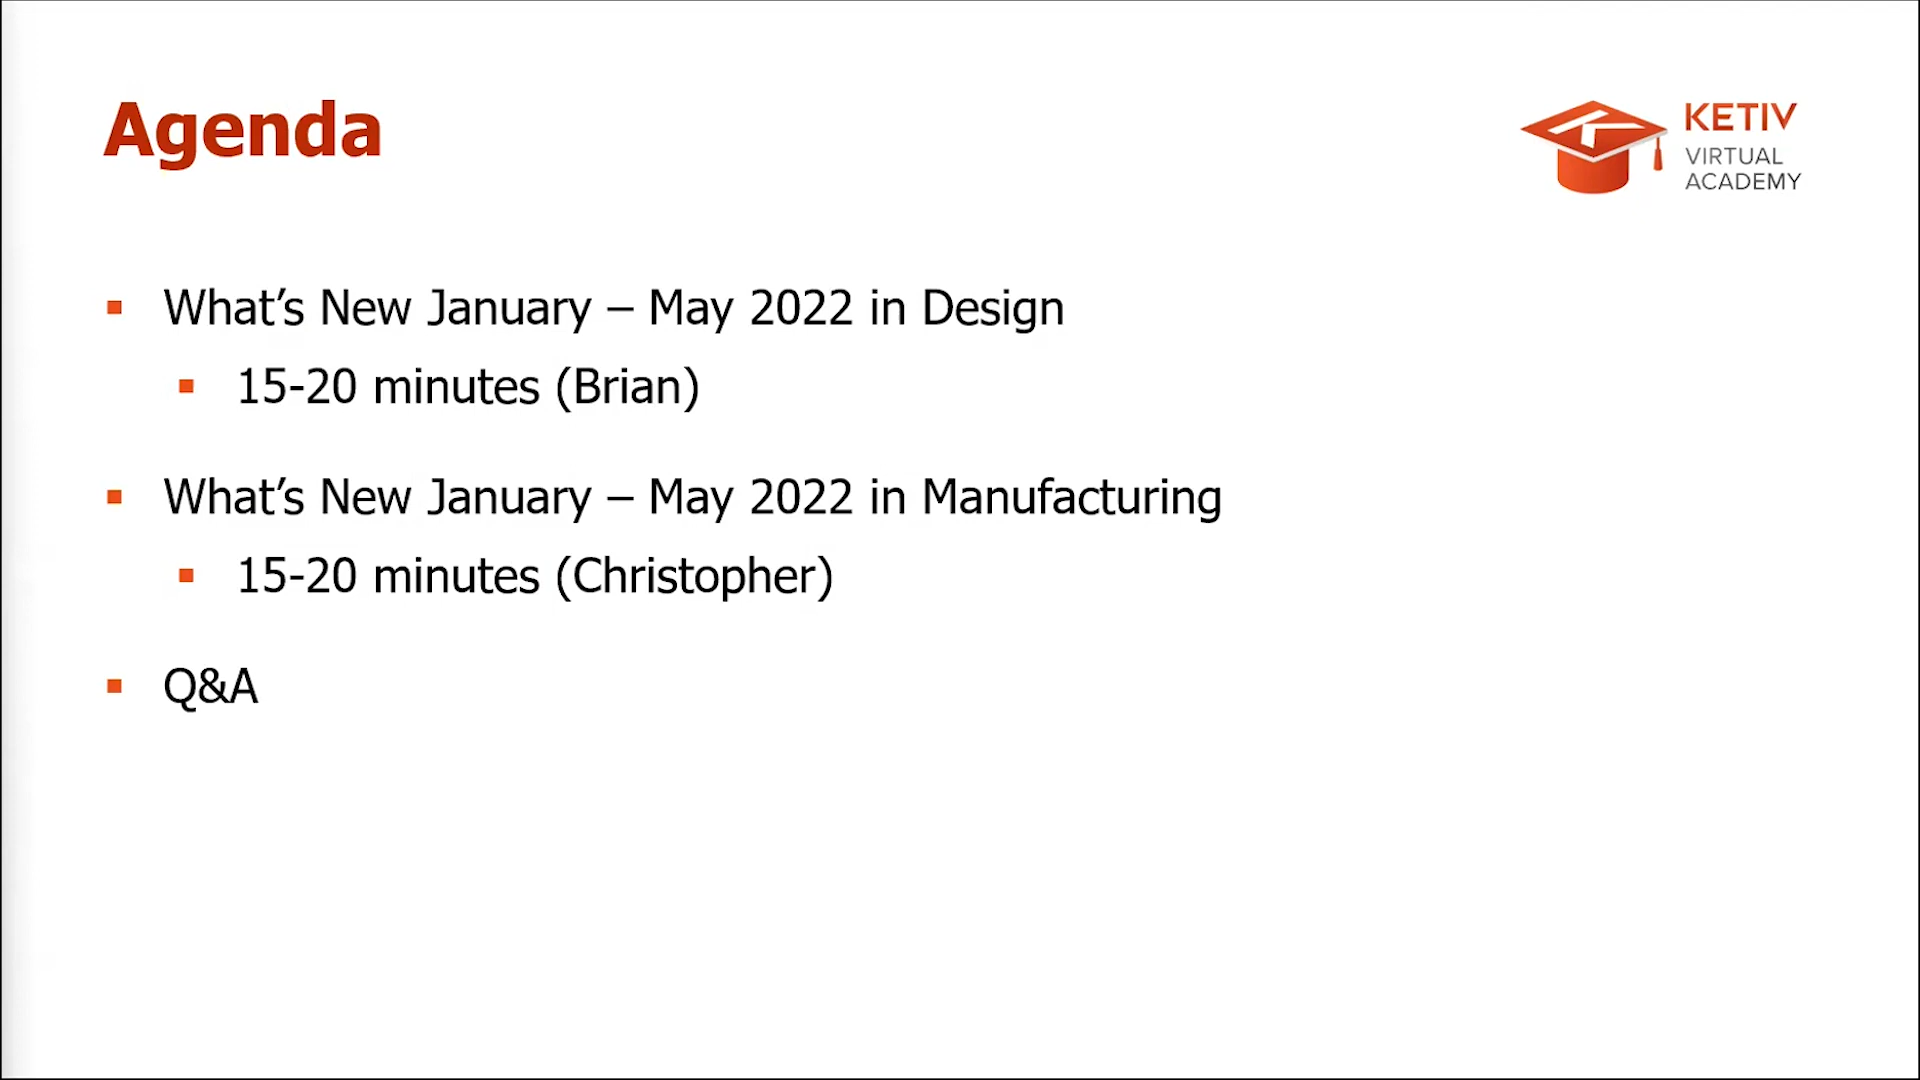 Agenda
KETIV
VIRTUAL
ACADEMY
What’s New January – May 2022 in Design
15-20 minutes (Brian)
What’s New January – May 2022 in Manufacturing
15-20 minutes (Christopher)
Q&A